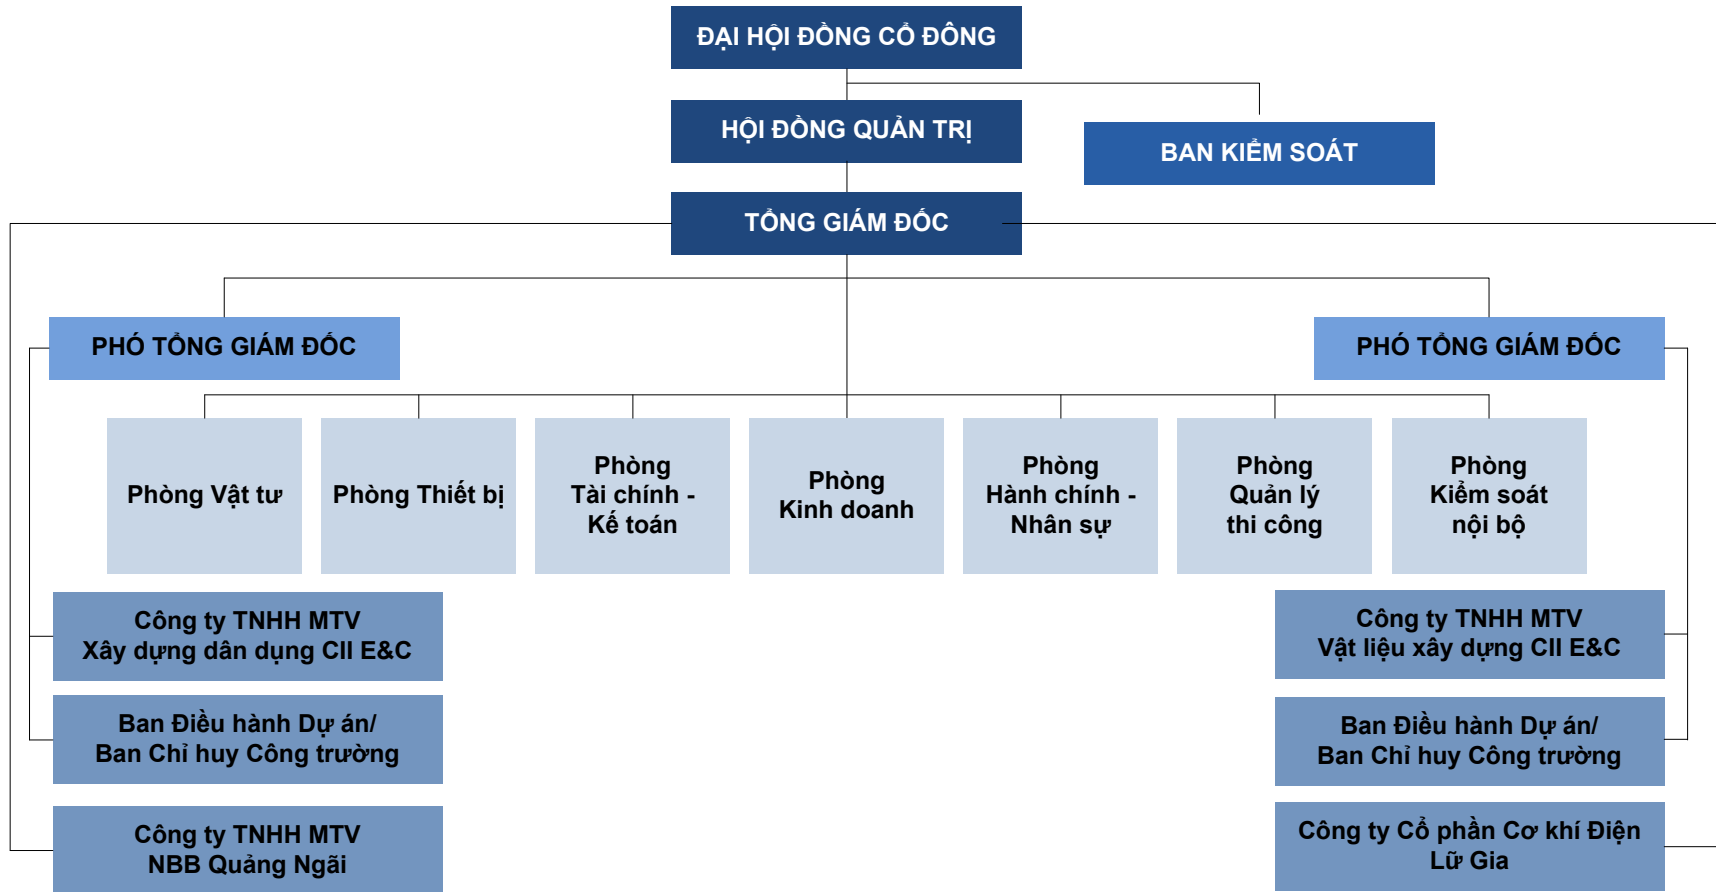 ĐẠI HỘI ĐỒNG CỔ ĐÔNG
HỘI ĐỒNG QUẢN TRỊ
BAN KIỂM SOÁT
TỔNG GIÁM ĐỐC
PHÓ TỔNG GIÁM ĐỐC
PHÓ TỔNG GIÁM ĐỐC
Phòng Vật tư
Phòng Thiết bị
Phòng
Tài chính -
Kế toán
Phòng
Kinh doanh
Phòng
Hành chính -
Nhân sự
Phòng
Quản lý
thi công
Phòng
Kiểm soát
nội bộ
Công ty TNHH MTV
Xây dựng dân dụng CII E&C
Công ty TNHH MTV
Vật liệu xây dựng CII E&C
Ban Điều hành Dự án/
Ban Chỉ huy Công trường
Ban Điều hành Dự án/
Ban Chỉ huy Công trường
Công ty TNHH MTV
NBB Quảng Ngãi
Công ty Cổ phần Cơ khí Điện
Lữ Gia